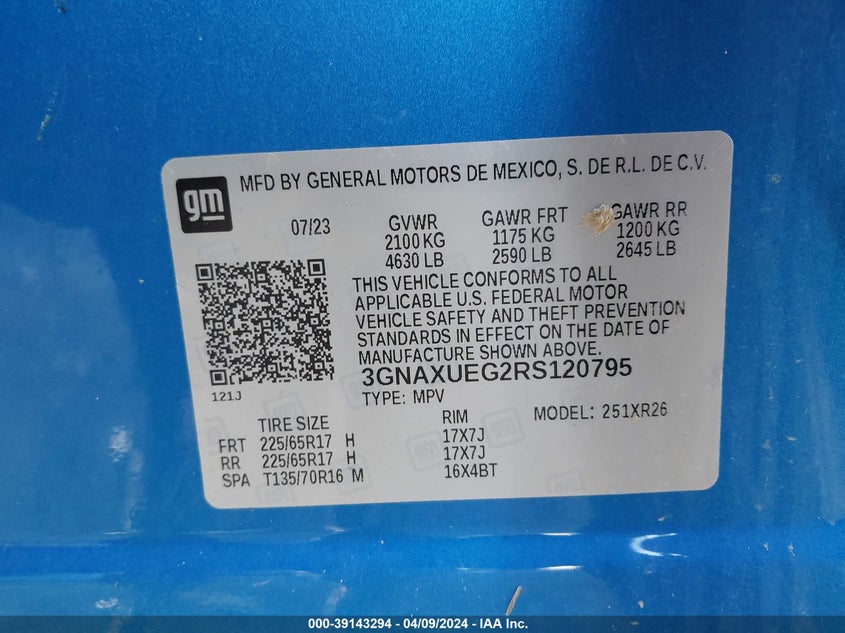 gm
MFD BY GENERAL MOTORS DE MEXICO, S. DE R.L. DE C.V.
07/23 GVWR GAWR FRT GAWR RR
2100 KG 1175 KG 1200 KG
4630 LB 2590 LB 2645 LB
THIS VEHICLE CONFORMS TO ALL
APPLICABLE U.S. FEDERAL MOTOR
VEHICLE SAFETY AND THEFT PREVENTION
STANDARDS IN EFFECT ON THE DATE OF
MANUFACTURE SHOWN ABOVE.
3GNAXUEG2RS120795
121J
TYPE: MPV MODEL: 251XR26
TIRE SIZE RIM
FRT 225/65R17 H 17X7J
RR 225/65R17 H 17X7J
SPA T135/70R16 M 16X4BT
000-39143294 - 04/09/2024 - IAA Inc.